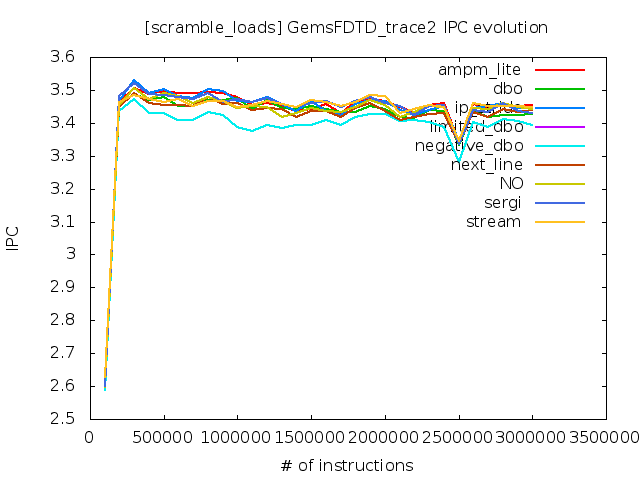 [scramble_loads] GemsFDTD_trace2 IPC evolution
3.6
3.5
3.4
3.3
3.2
3.1
3
2.9
2.8
2.7
2.6
2.5
IPC
ampm_lite
dbo
limited_dbo
negative_dbo
next_line
NO
sergi
stream
0 500000 1000000 1500000 2000000 2500000 3000000 3500000
# of instructions